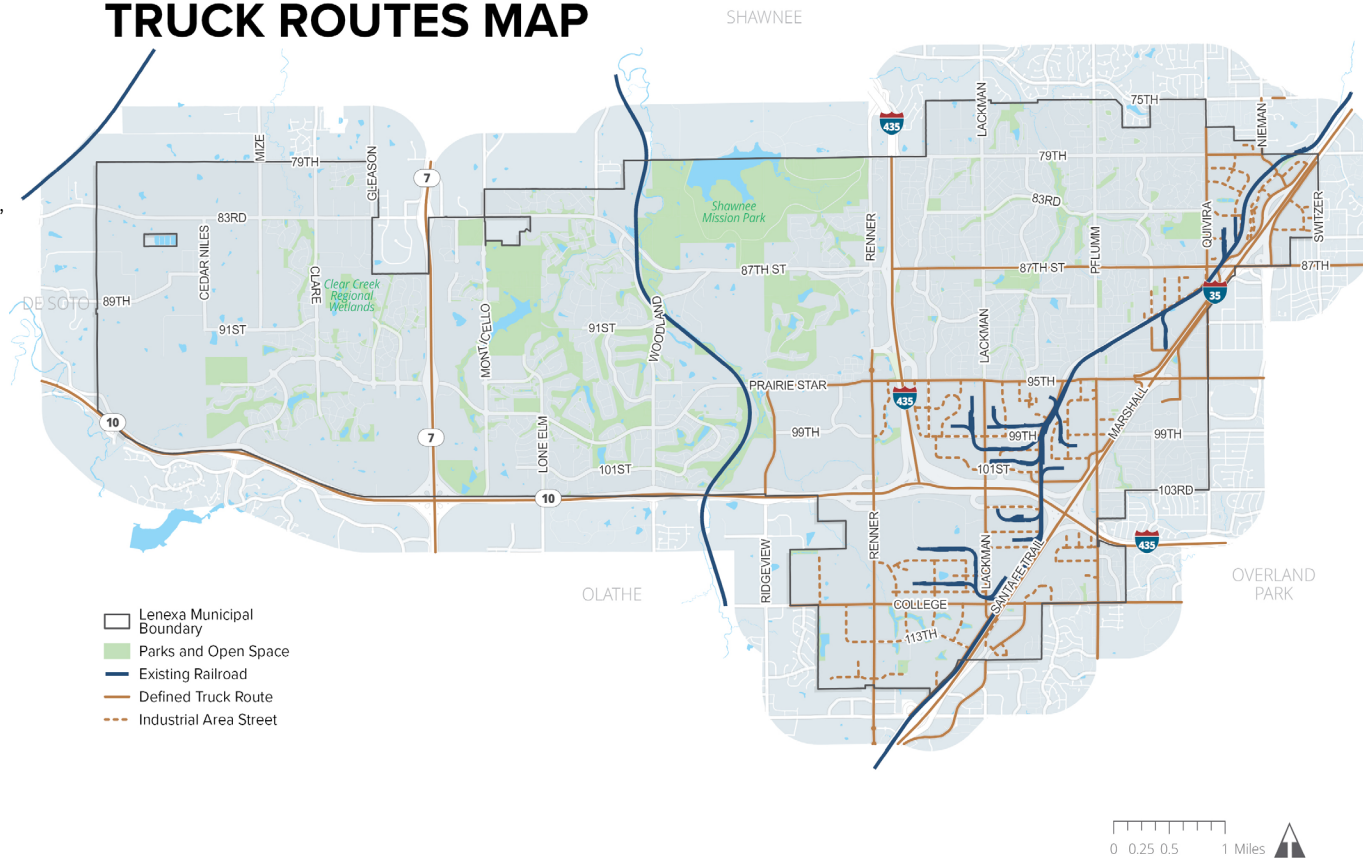 TRUCK ROUTES MAP
SHAWNEE
LACKMAN
75TH
435
NIEMAN
MIZE
79TH
GLEASON
79TH
7
,
83RD
CEDAR NILES
Shawnee
Mission Park
RENNER
83RD
PFLUMM
QUIVIRA
SWITZER
87TH ST
87TH ST
87TH
DE SOTO
89TH
CLARE
Clear Creek
Regional
Wetlands
35
MONTICELLO
91ST
91ST
WOODLAND
LACKMAN
PRAIRIE STAR
95TH
435
MARSHALL
10
7
LONE ELM
99TH
99TH
99TH
101ST
101ST
10
103RD
RIDGEVIEW
RENNER
LACKMAN
SANTA FE TRAIL
435
OLATHE
COLLEGE
113TH
OVERLAND
PARK
Lenexa Municipal
Boundary
Parks and Open Space
Existing Railroad
Defined Truck Route
Industrial Area Street
0 0.25 0.5 1 Miles